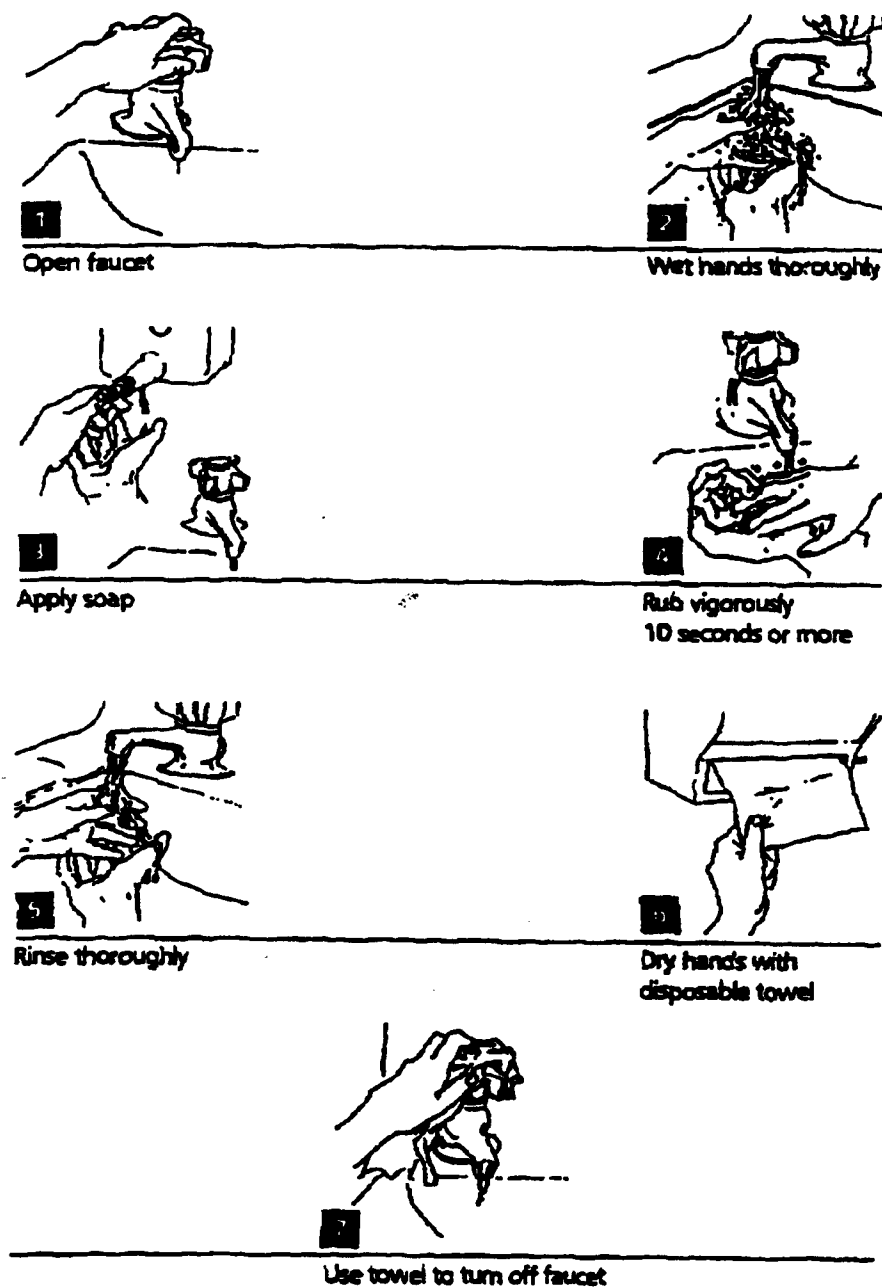 1
2
Open faucet
Wet hands thoroughly
3
4
Apply soap
Rub vigorously
10 seconds or more
5
6
Rinse thoroughly
Dry hands with
disposable towel
7
Use towel to turn off faucet